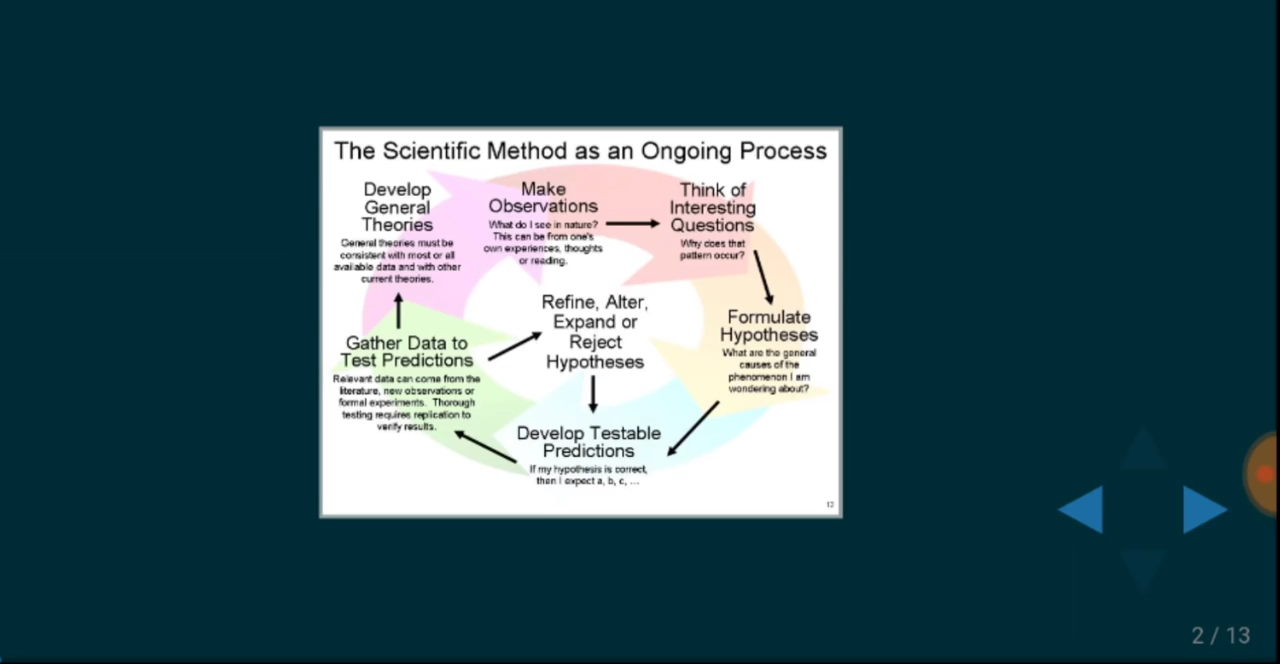 The Scientific Method as an Ongoing Process
Develop
General
Theories
General theories must be
consistent with most or all
available data and with other
current theories.
Make
Observations
What do I see in nature?
This can be from one's
own experiences, thoughts
or reading.
Think of
Interesting
Questions
Why does that
pattern occur?
Refine, Alter,
Expand or
Reject
Hypotheses
Formulate
Hypotheses
What are the general
causes of the
phenomenon I am
wondering about?
Gather Data to
Test Predictions
Relevant data can come from the
literature, new observations or
formal experiments. Thorough
testing requires replication to
verify results.
Develop Testable
Predictions
If my hypothesis is correct,
then I expect a, b, c, ...
2 / 13